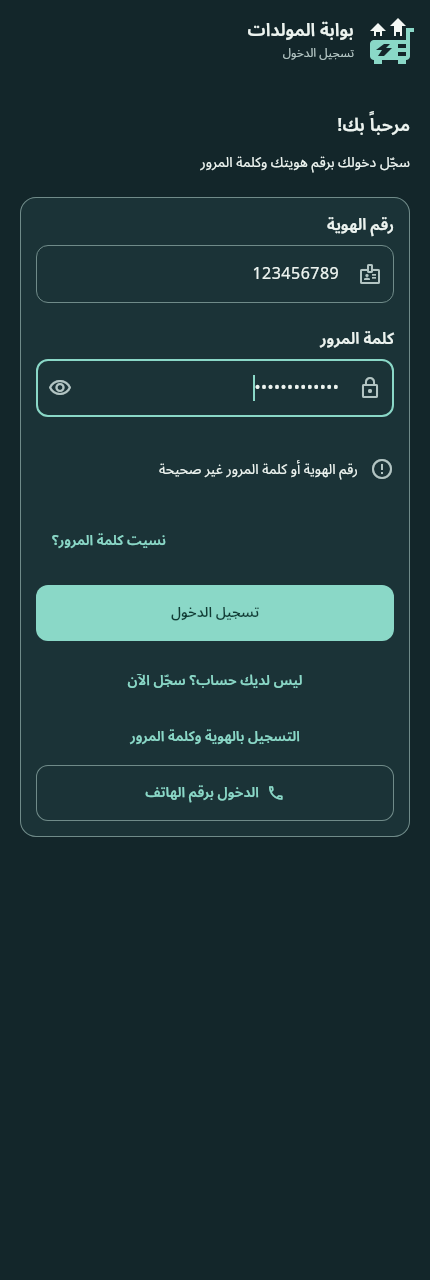 بوابة المولدات
تسجيل الدخول
مرحباً بك!
سجّل دخولك برقم هويتك وكلمة المرور
رقم الهوية
123456789
كلمة المرور
•••••••••••••
رقم الهوية أو كلمة المرور غير صحيحة
نسيت كلمة المرور؟
تسجيل الدخول
ليس لديك حساب؟ سجّل الآن
التسجيل بالهوية وكلمة المرور
الدخول برقم الهاتف